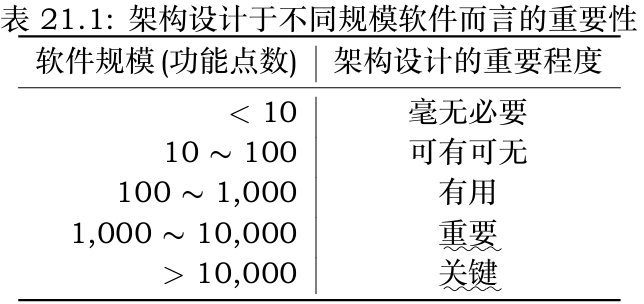 表 21.1: 架构设计于不同规模软件而言的重要性
软件规模 (功能点数) 架构设计的重要程度
< 10 毫无必要
10 ∼ 100 可有可无
100 ∼ 1,000 有用
1,000 ∼ 10,000 重要
> 10,000 关键